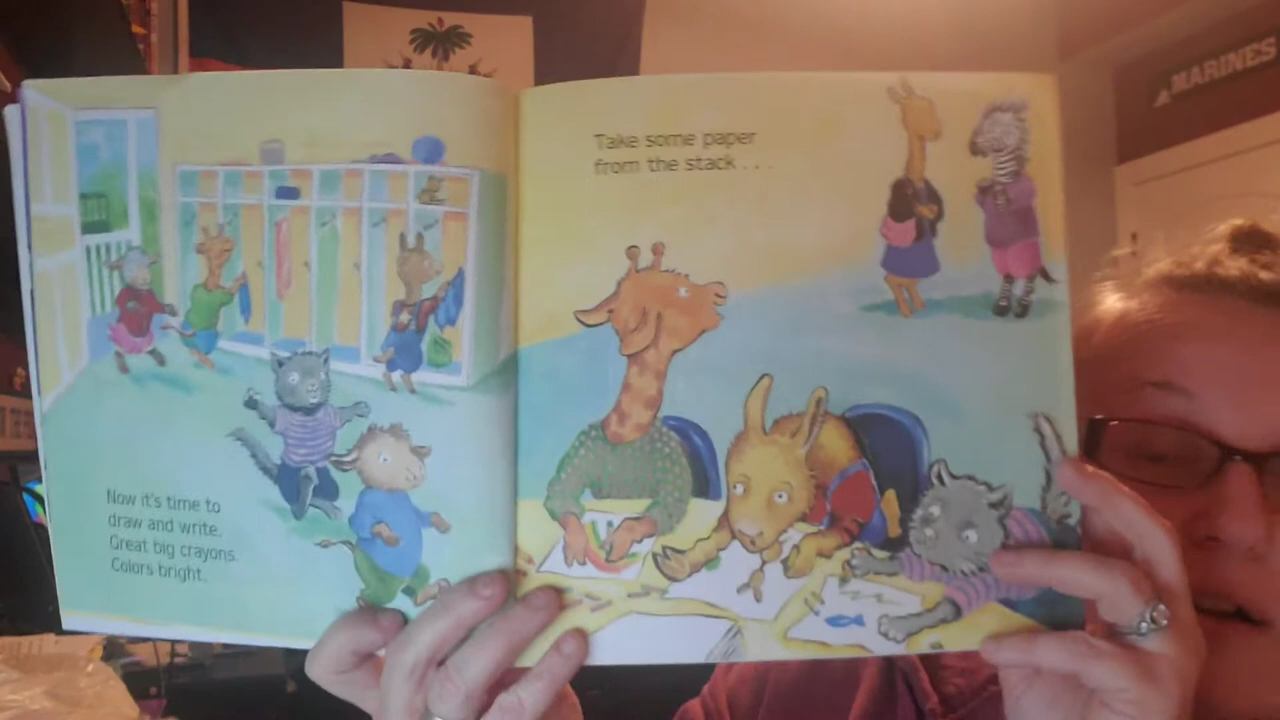 MARINES
Take some paper
from the stack . . .
Now it's time to
draw and write.
Great big crayons.
Colors bright.